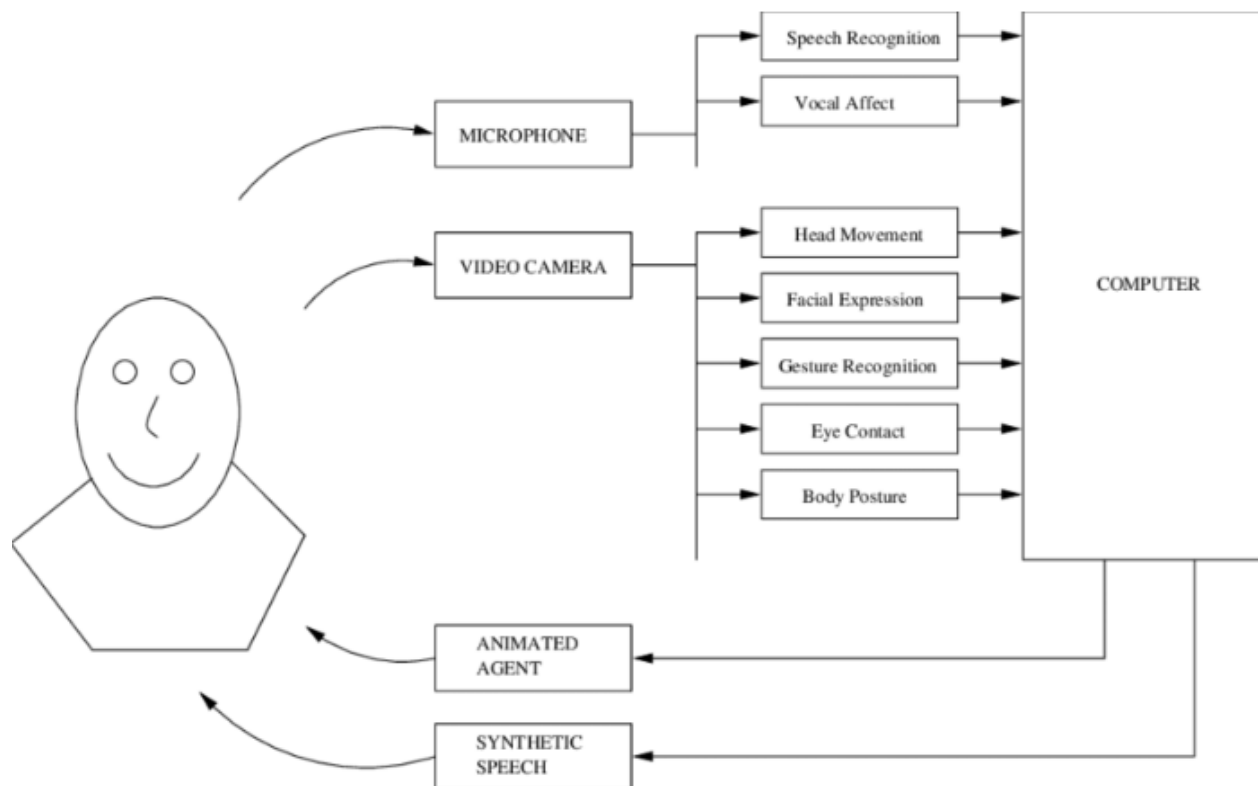 Speech Recognition
Vocal Affect
MICROPHONE
Head Movement
VIDEO CAMERA
Facial Expression
COMPUTER
Gesture Recognition
Eye Contact
Body Posture
ANIMATED
AGENT
SYNTHETIC
SPEECH